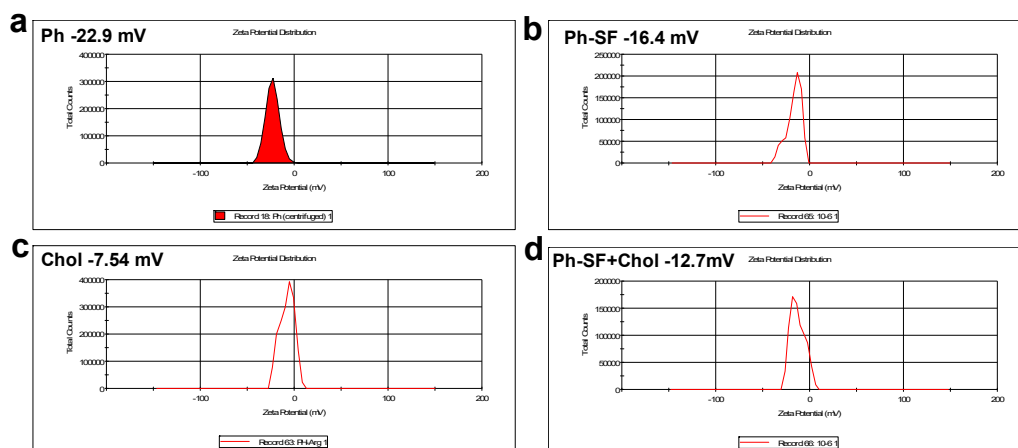 a
Ph -22.9 mV
Zeta Potential Distribution
Total Counts
400000
300000
200000
100000
0
-100
0
100
200
Zeta Potential (mV)
Record 18: Ph (centrifuged) 1
b
Ph-SF -16.4 mV
Zeta Potential Distribution
Total Counts
250000
200000
150000
100000
50000
0
-100
0
100
200
Zeta Potential (mV)
Record 65: 10-6 1
c
Chol -7.54 mV
Zeta Potential Distribution
Total Counts
400000
300000
200000
100000
0
-100
0
100
200
Zeta Potential (mV)
Record 63: PH-Arg 1
d
Ph-SF+Chol -12.7mV
Zeta Potential Distribution
Total Counts
200000
150000
100000
50000
0
-100
0
100
200
Zeta Potential (mV)
Record 66: 10-6 1